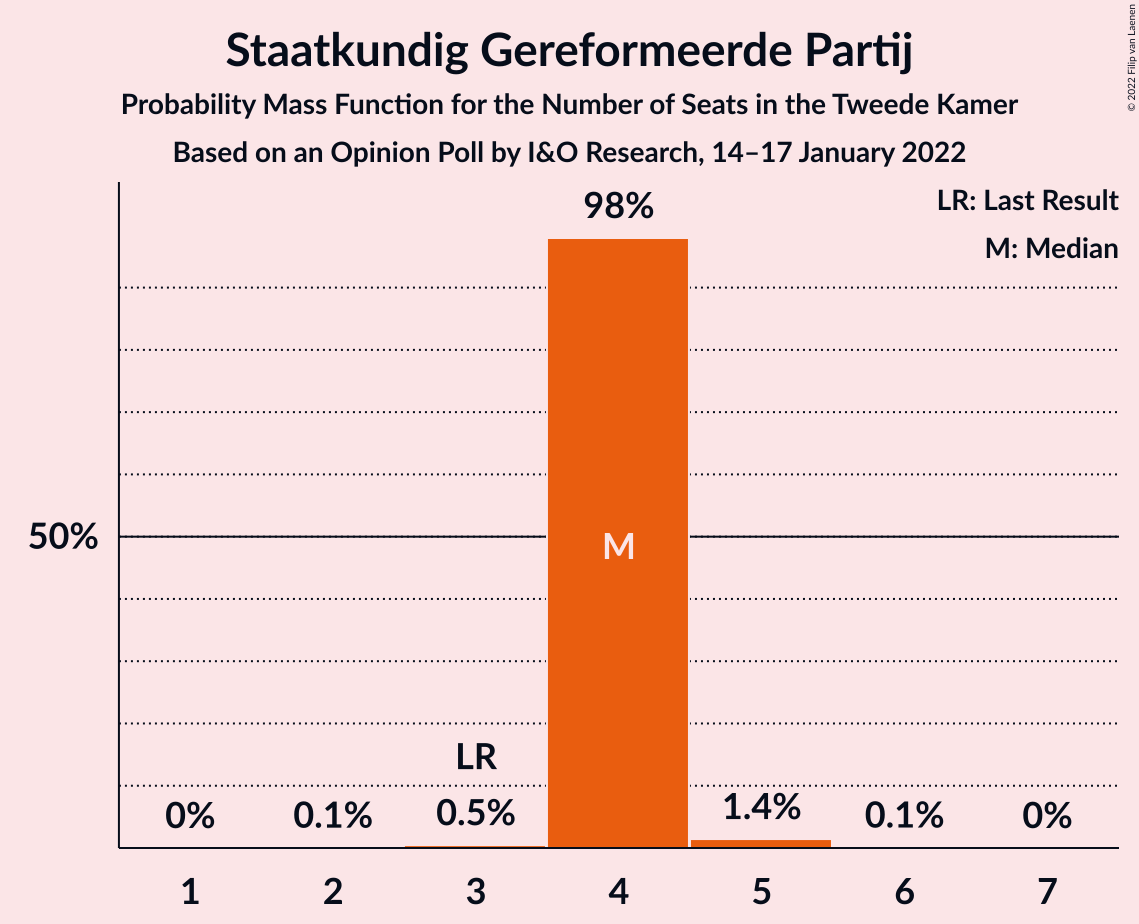 Staatkundig Gereformeerde Partij
Probability Mass Function for the Number of Seats in the Tweede Kamer
Based on an Opinion Poll by I&O Research, 14–17 January 2022
© 2022 Filip van Laenen
LR: Last Result
M: Median
98%
50%
M
LR
0%
0.1%
0.5%
1.4%
0.1%
0%
1
2
3
4
5
6
7